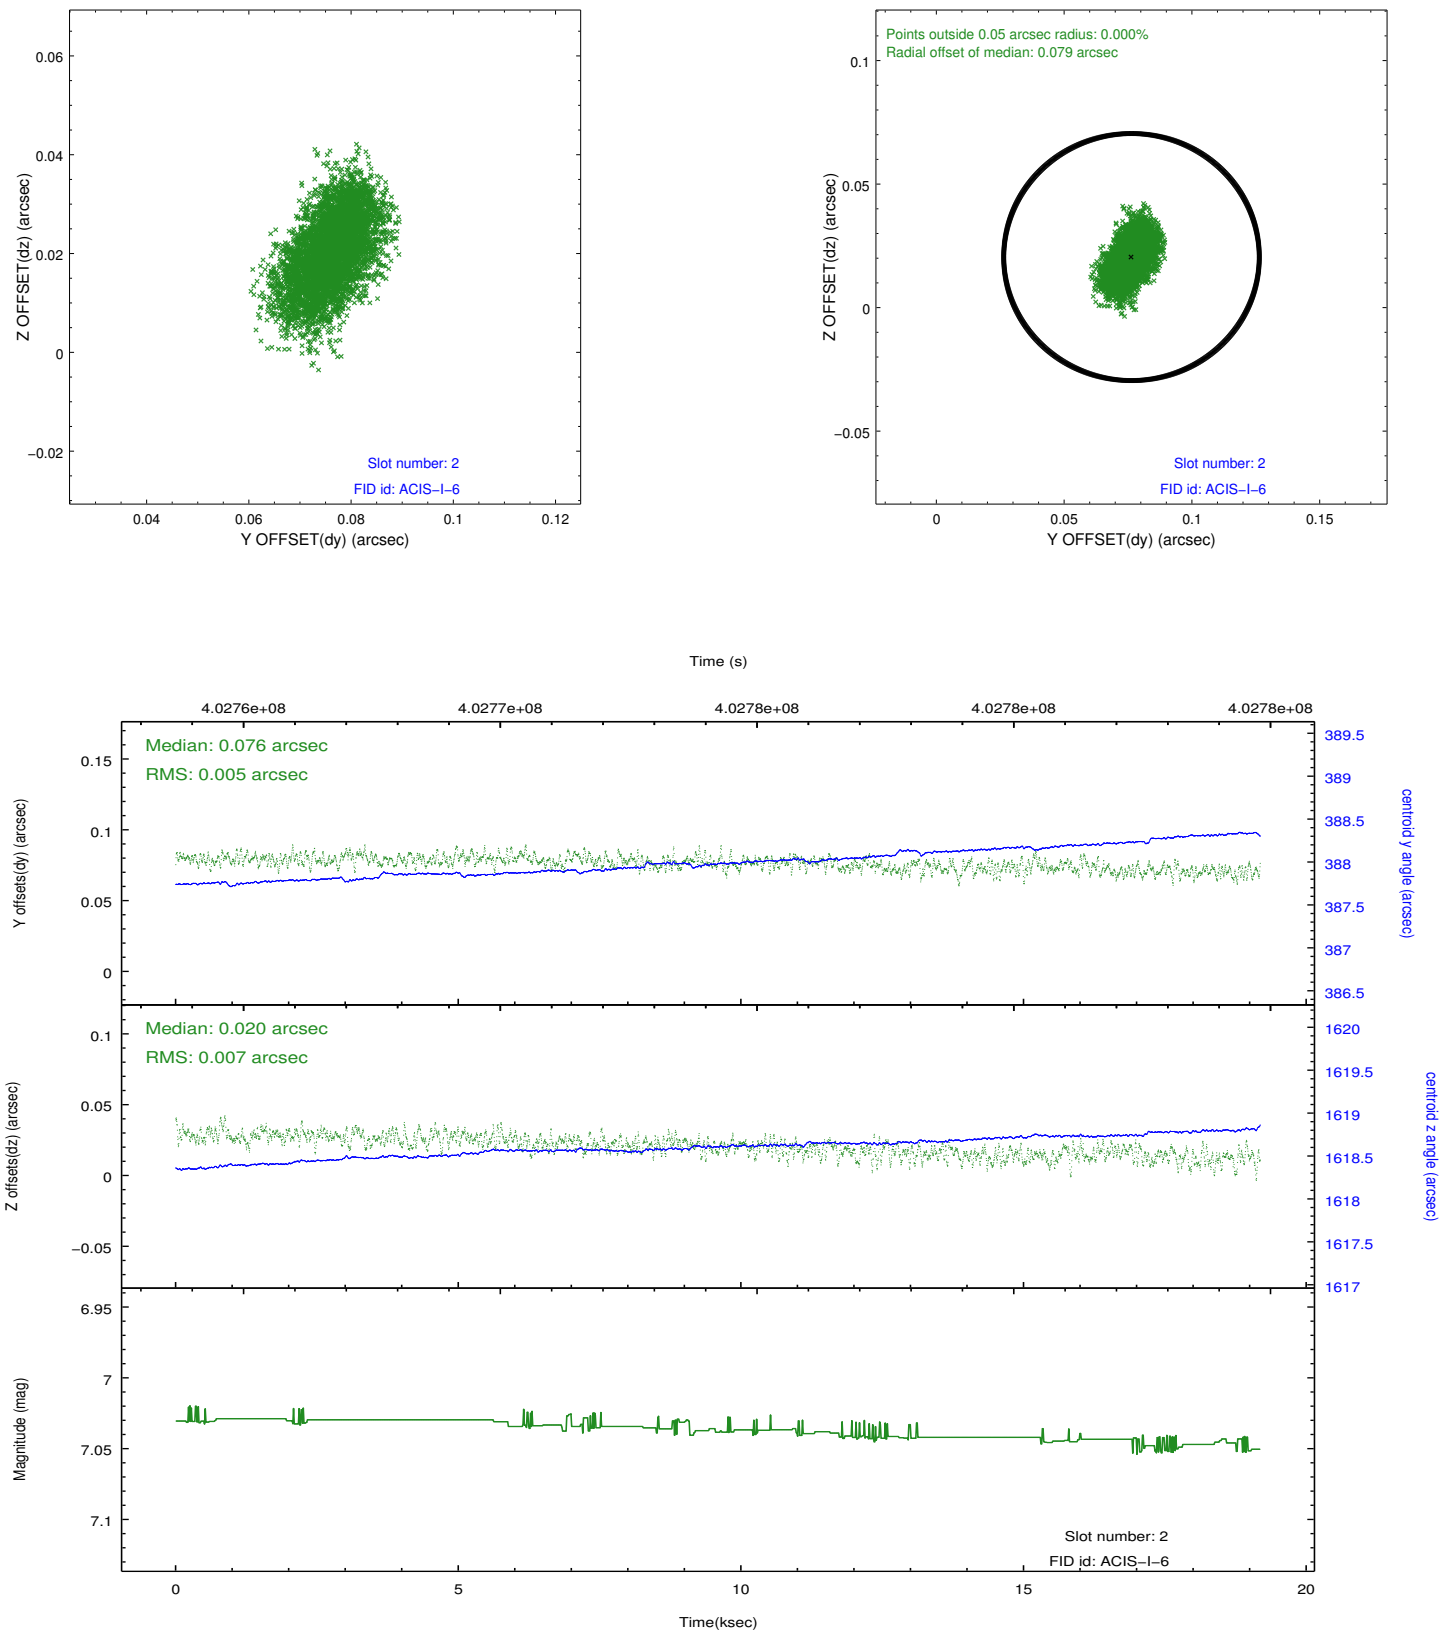 0.06
0.04
0.02
0
−0.02
Z OFFSET(dz) (arcsec)
Slot number: 2
FID id: ACIS−I−6
0.04
0.06
0.08
0.1
0.12
Y OFFSET(dy) (arcsec)
Points outside 0.05 arcsec radius: 0.000%
Radial offset of median: 0.079 arcsec
0.1
0.05
0
−0.05
Z OFFSET(dz) (arcsec)
Slot number: 2
FID id: ACIS−I−6
0
0.05
0.1
0.15
Y OFFSET(dy) (arcsec)
Time (s)
4.0276e+08
4.0277e+08
4.0278e+08
4.0278e+08
4.0278e+08
Median: 0.076 arcsec
RMS: 0.005 arcsec
0.15
0.1
0.05
0
Y offsets(dy) (arcsec)
389.5
389
388.5
388
387.5
387
386.5
centroid y angle (arcsec)
Median: 0.020 arcsec
RMS: 0.007 arcsec
0.1
0.05
0
−0.05
Z offsets(dz) (arcsec)
1620
1619.5
1619
1618.5
1618
1617.5
1617
centroid z angle (arcsec)
6.95
7
7.05
7.1
Magnitude (mag)
Slot number: 2
FID id: ACIS−I−6
0
5
10
15
20
Time(ksec)